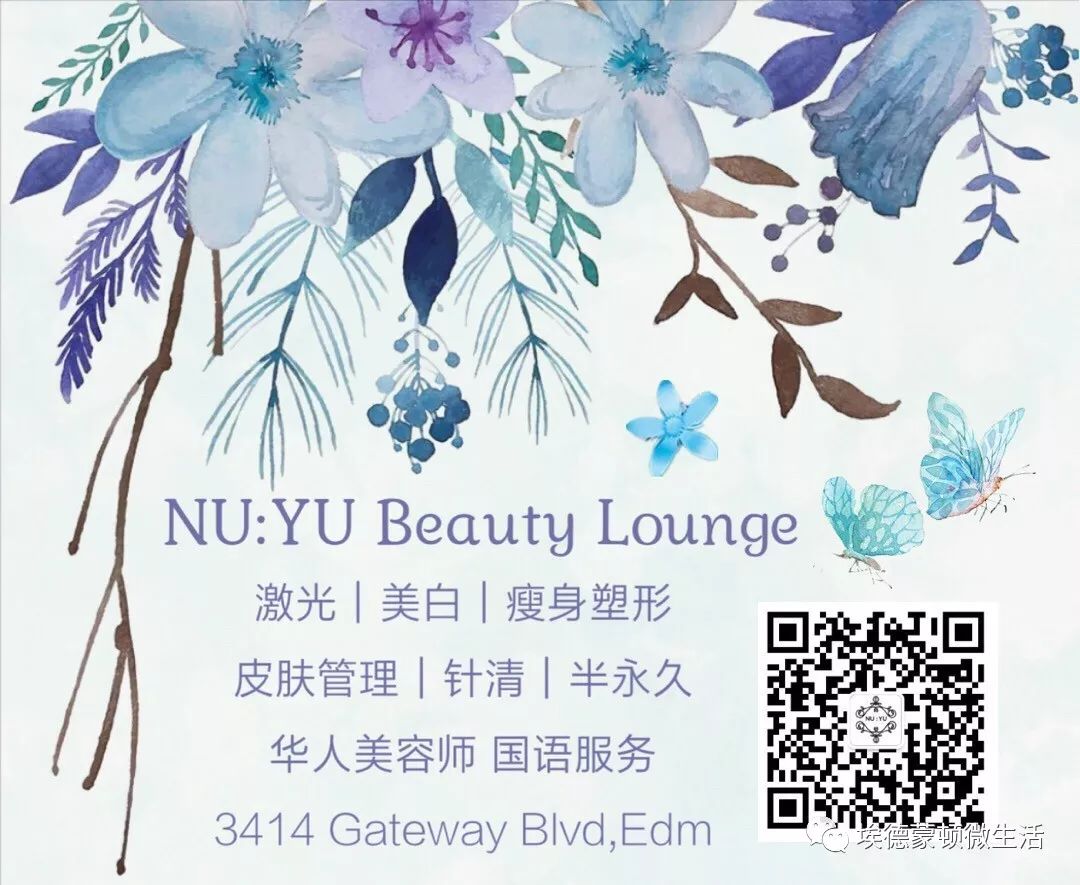 NU:YU Beauty Lounge
激光｜美白｜瘦身塑形
皮肤管理｜针清｜半永久
华人美容师 国语服务
3414 Gateway Blvd,Edm
NU:YU
埃德蒙顿微生活